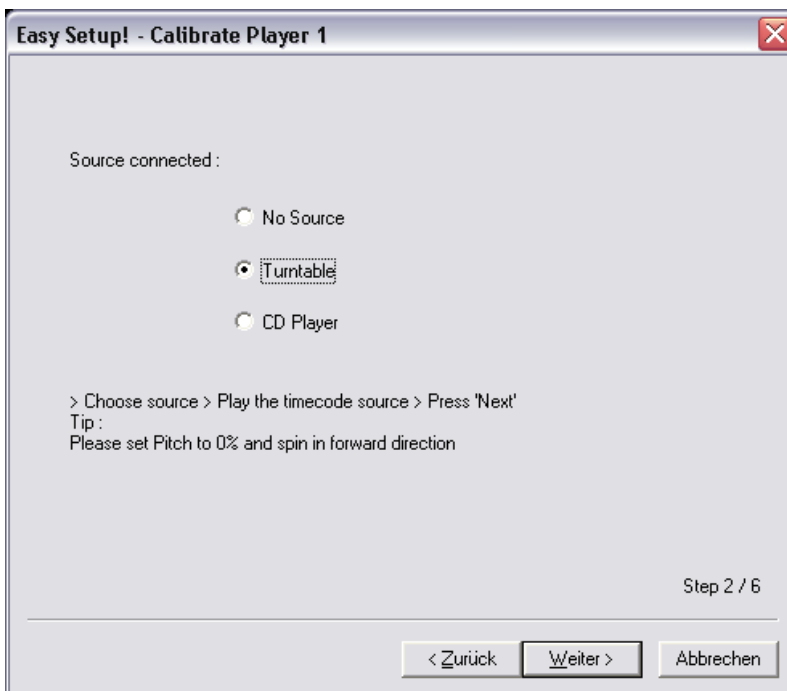 Easy Setup! - Calibrate Player 1
Source connected :
No Source
Turntable
CD Player
> Choose source > Play the timecode source > Press 'Next'
Tip :
Please set Pitch to 0% and spin in forward direction
Step 2 / 6
< Zurück
Weiter >
Abbrechen